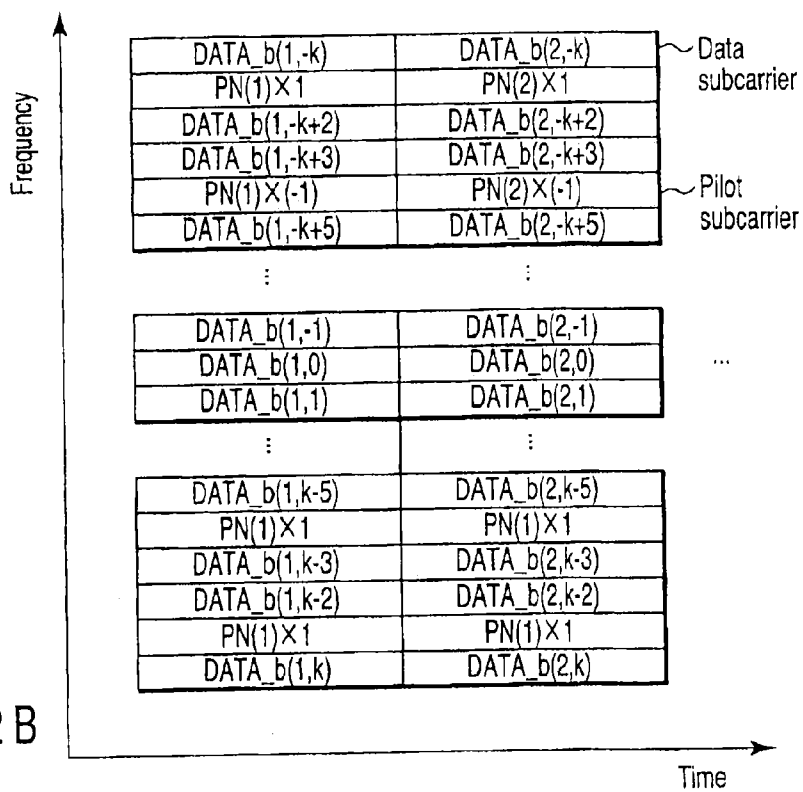 Frequency
DATA_b(1,-k) DATA_b(2,-k) Data
PN(1)×1 PN(2)×1 subcarrier
DATA_b(1,-k+2) DATA_b(2,-k+2)
DATA_b(1,-k+3) DATA_b(2,-k+3)
PN(1)×(-1) PN(2)×(-1) Pilot
DATA_b(1,-k+5) DATA_b(2,-k+5) subcarrier
⋮ ⋮
DATA_b(1,-1) DATA_b(2,-1)
DATA_b(1,0) DATA_b(2,0) ...
DATA_b(1,1) DATA_b(2,1)
⋮ ⋮
DATA_b(1,k-5) DATA_b(2,k-5)
PN(1)×1 PN(1)×1
DATA_b(1,k-3) DATA_b(2,k-3)
DATA_b(1,k-2) DATA_b(2,k-2)
PN(1)×1 PN(1)×1
DATA_b(1,k) DATA_b(2,k)
2 B
Time